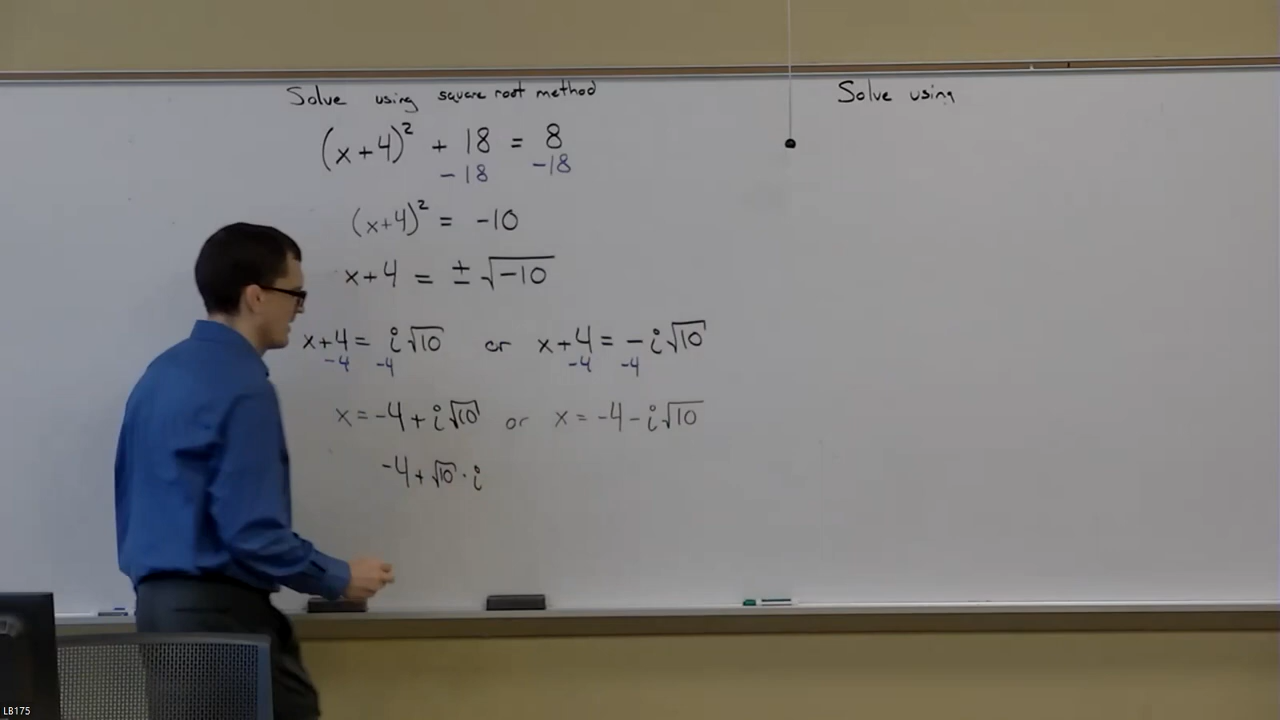 Solve using square root method
(x+4)² + 18 = 8
-18 -18
(x+4)² = -10
x+4 = ± √-10
x+4 = i√10 or x+4 = -i√10
-4 -4 -4 -4
x = -4 + i√10 or x = -4 - i√10
-4 + √10 · i
Solve using
LB175